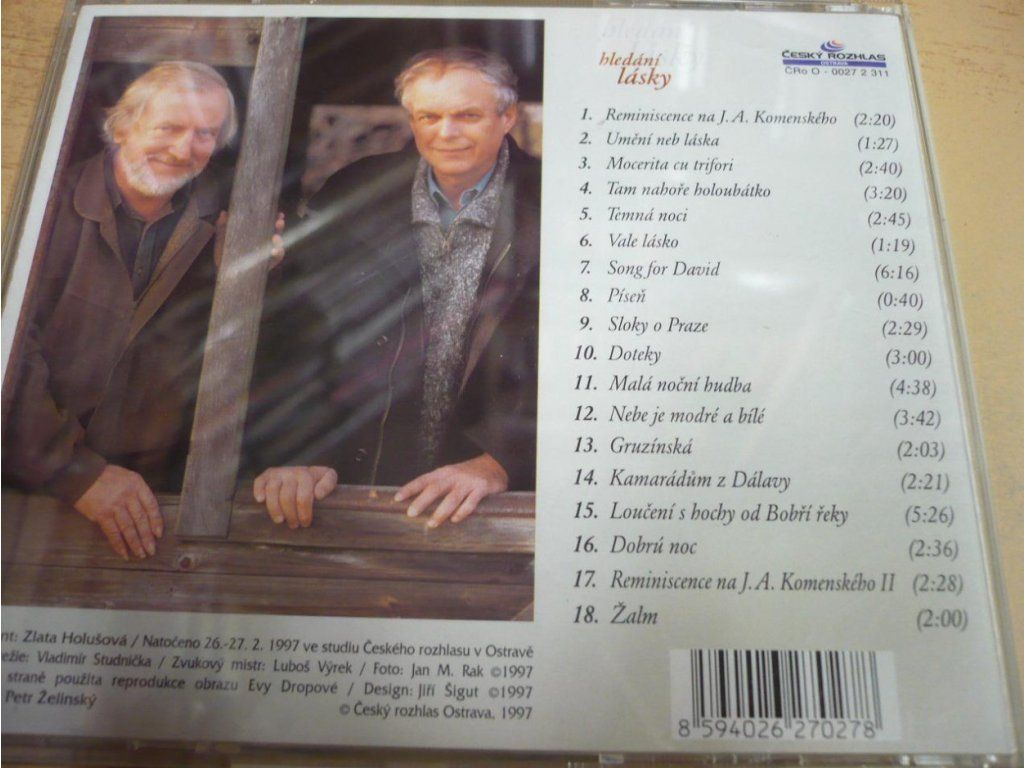 hledání
lásky
ČESKÝ ROZHLAS
OSTRAVA
ČRo O - 0027 2 311
1. Reminiscence na J. A. Komenského (2:20)
2. Umění neb láska (1:27)
3. Mocerita cu trifori (2:40)
4. Tam nahoře holoubátko (3:20)
5. Temná noci (2:45)
6. Vale lásko (1:19)
7. Song for David (6:16)
8. Píseň (0:40)
9. Sloky o Praze (2:29)
10. Doteky (3:00)
11. Malá noční hudba (4:38)
12. Nebe je modré a bílé (3:42)
13. Gruzínská (2:03)
14. Kamarádům z Dálavy (2:21)
15. Loučení s hochy od Bobří řeky (5:26)
16. Dobrú noc (2:36)
17. Reminiscence na J. A. Komenského II (2:28)
18. Žalm (2:00)
nt: Zlata Holušová / Natočeno 26.-27. 2. 1997 ve studiu Českého rozhlasu v Ostravě
ežie: Vladimír Studnička / Zvukový mistr: Luboš Výrek / Foto: Jan M. Rak ©1997
straně použita reprodukce obrazu Evy Dropové / Design: Jiří Šigut ©1997
Petr Želinský
© Český rozhlas Ostrava, 1997
8 594026 270278